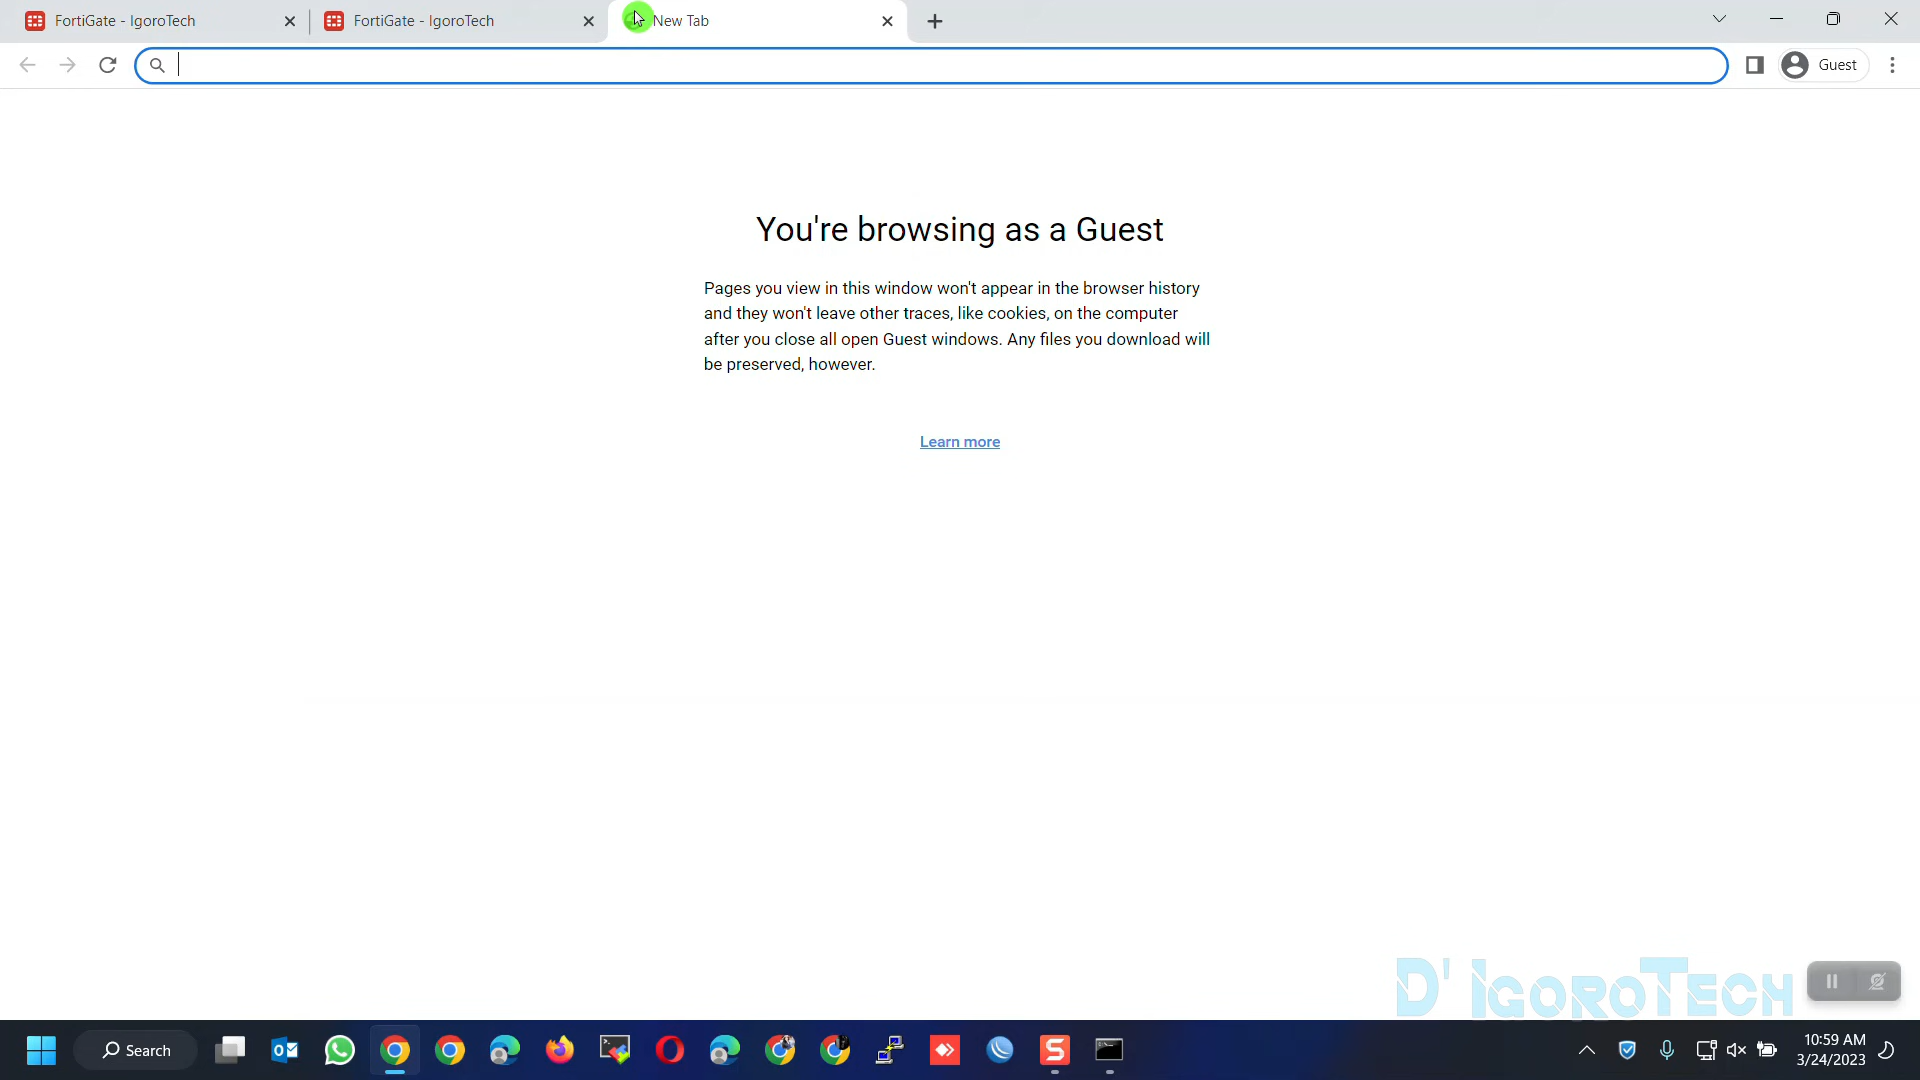 FortiGate - IgoroTech
FortiGate - IgoroTech
New Tab
Guest
You're browsing as a Guest
Pages you view in this window won't appear in the browser history
and they won't leave other traces, like cookies, on the computer
after you close all open Guest windows. Any files you download will
be preserved, however.
Learn more
D' IGOROTECH
Search
10:59 AM
3/24/2023